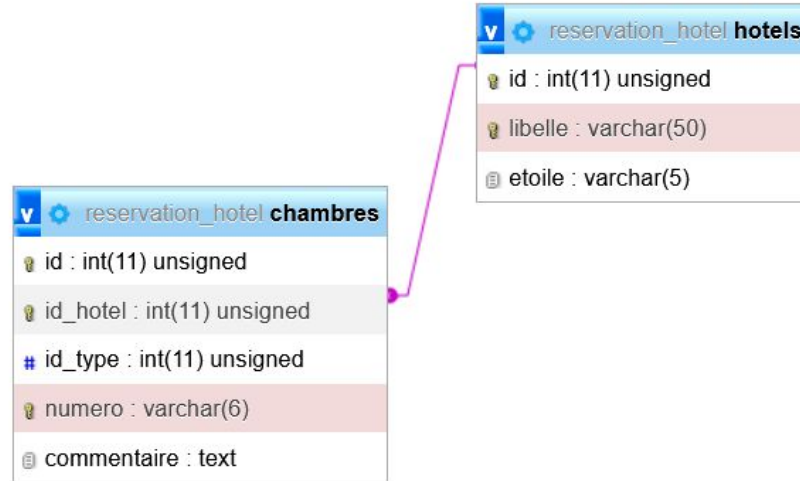 v reservation_hotel hotels
id : int(11) unsigned
libelle : varchar(50)
etoile : varchar(5)
v reservation_hotel chambres
id : int(11) unsigned
id_hotel : int(11) unsigned
# id_type : int(11) unsigned
numero : varchar(6)
commentaire : text